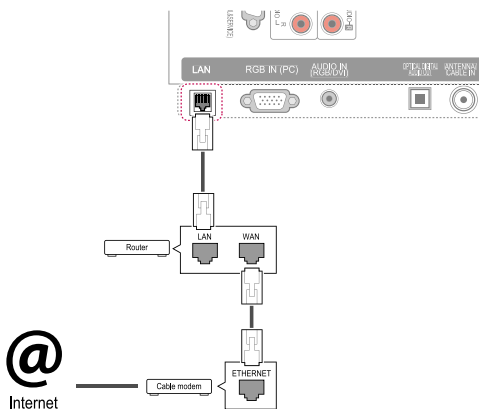 L R
LAN
RGB IN (PC)
AUDIO IN
(RGB/DVI)
OPTICAL DIGITAL
AUDIO OUT
ANTENNA/
CABLE IN
LAN
WAN
Router
ETHERNET
Cable modem
@
Internet